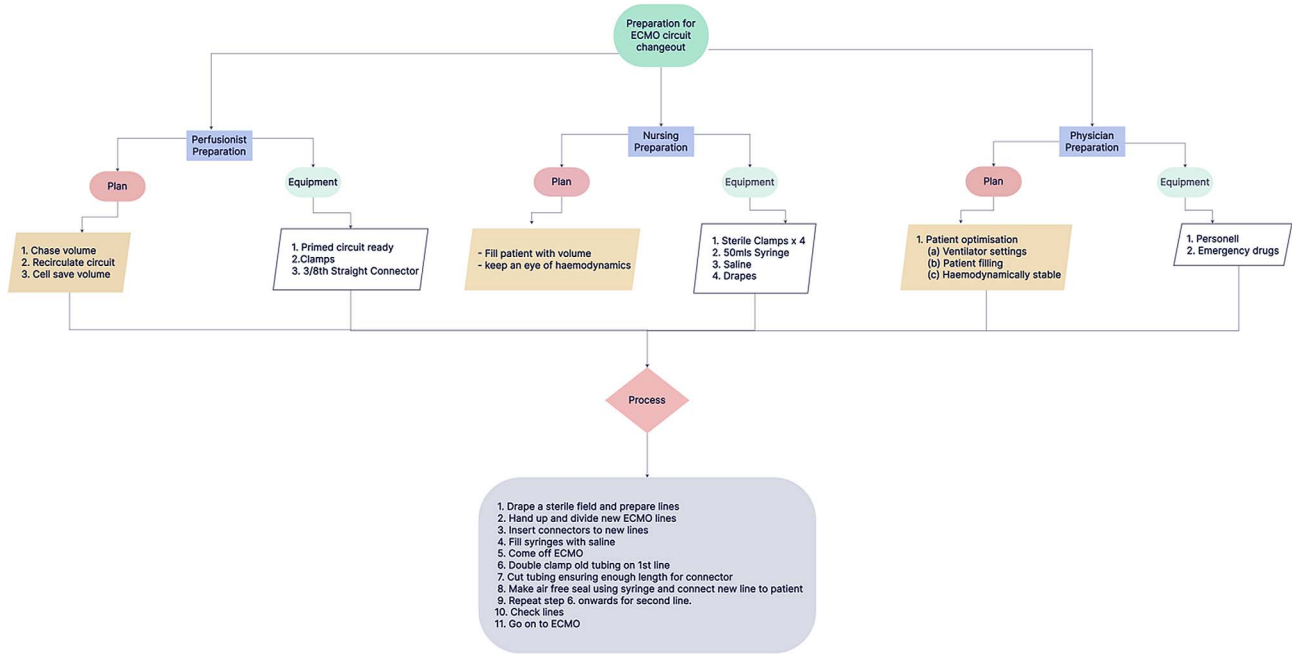 Preparation for
ECMO circuit
changeout
Perfusionist
Preparation
Nursing
Preparation
Physician
Preparation
Plan
Equipment
Plan
Equipment
Plan
Equipment
1. Chase volume
2. Recirculate circuit
3. Cell save volume
1. Primed circuit ready
2.Clamps
3. 3/8th Straight Connector
- Fill patient with volume
- keep an eye of haemodynamics
1. Sterile Clamps x 4
2. 50mls Syringe
3. Saline
4. Drapes
1. Patient optimisation
(a) Ventilator settings
(b) Patient filling
(c) Haemodynamically stable
1. Personell
2. Emergency drugs
Process
1. Drape a sterile field and prepare lines
2. Hand up and divide new ECMO lines
3. Insert connectors to new lines
4. Fill syringes with saline
5. Come off ECMO
6. Double clamp old tubing on 1st line
7. Cut tubing ensuring enough length for connector
8. Make air free seal using syringe and connect new line to patient
9. Repeat step 6. onwards for second line.
10. Check lines
11. Go on to ECMO